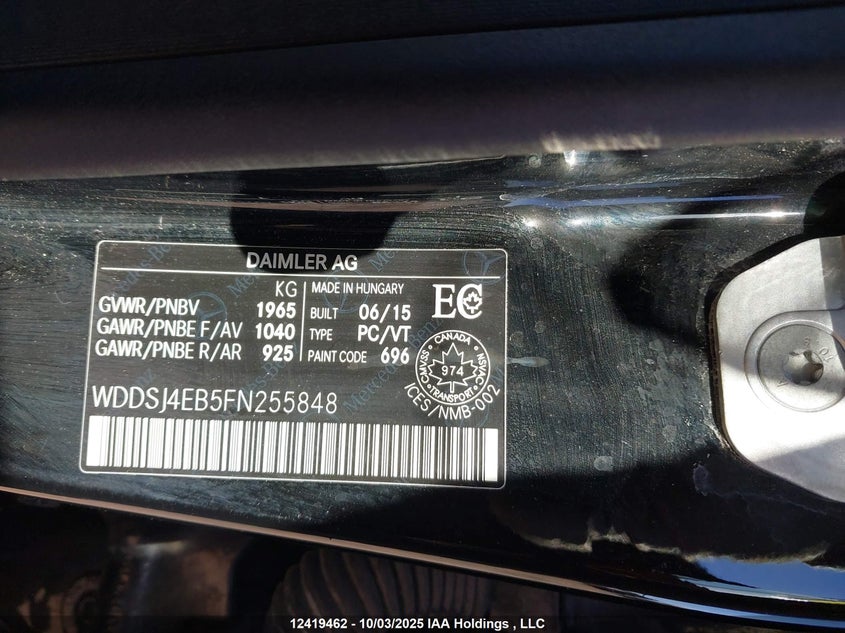 DAIMLER AG
KG
GVWR/PNBV 1965
GAWR/PNBE F/AV 1040
GAWR/PNBE R/AR 925
MADE IN HUNGARY
BUILT 06/15
TYPE PC/VT
PAINT CODE 696
EC
CANADA
CMVSS 974 NSVAC
TRANSPORT
ICES/NMB-002
WDDSJ4EB5FN255848
Mercedes-Benz
12419462 - 10/03/2025 IAA Holdings , LLC